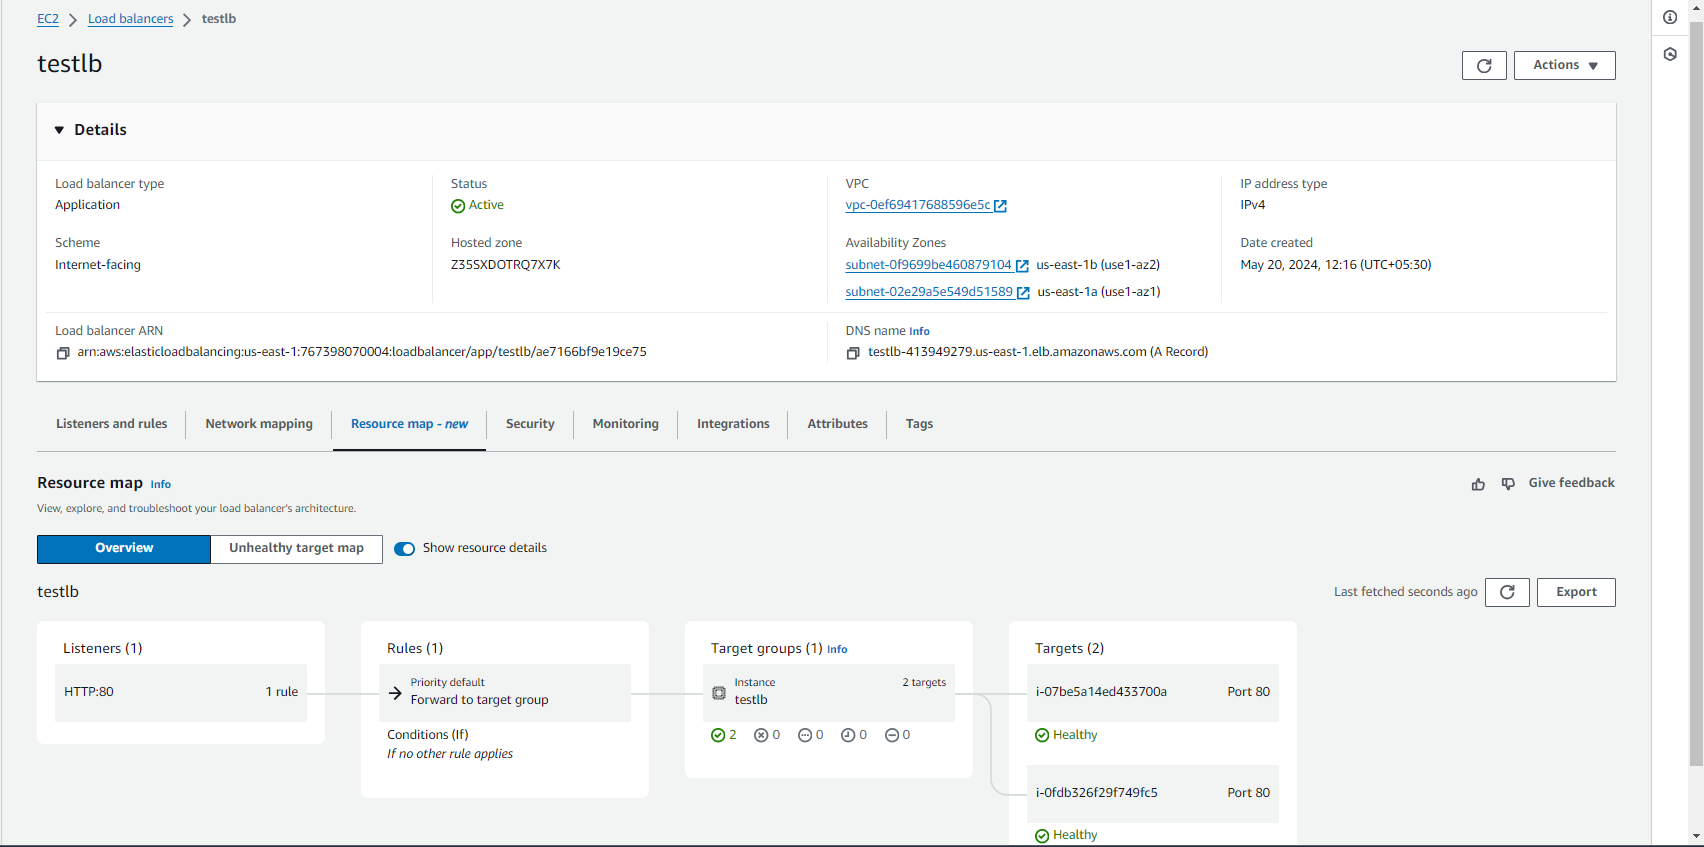 EC2 > Load balancers > testlb
testlb
Actions
Details
Load balancer type
Application
Status
Active
VPC
vpc-0ef69417688596e5c
IP address type
IPv4
Scheme
Internet-facing
Hosted zone
Z35SXDOTRQ7X7K
Availability Zones
subnet-0f9699be460879104 us-east-1b (use1-az2)
subnet-02e29a5e549d51589 us-east-1a (use1-az1)
Date created
May 20, 2024, 12:16 (UTC+05:30)
Load balancer ARN
arn:aws:elasticloadbalancing:us-east-1:767398070004:loadbalancer/app/testlb/ae7166bf9e19ce75
DNS name Info
testlb-413949279.us-east-1.elb.amazonaws.com (A Record)
Listeners and rules Network mapping Resource map - new Security Monitoring Integrations Attributes Tags
Resource map Info
Give feedback
View, explore, and troubleshoot your load balancer's architecture.
Overview Unhealthy target map Show resource details
testlb
Last fetched seconds ago Export
Listeners (1)
HTTP:80 1 rule
Rules (1)
Priority default
Forward to target group
Conditions (If)
If no other rule applies
Target groups (1) Info
Instance 2 targets
testlb
2 0 0 0 0
Targets (2)
i-07be5a14ed433700a Port 80
Healthy
i-0fdb326f29f749fc5 Port 80
Healthy